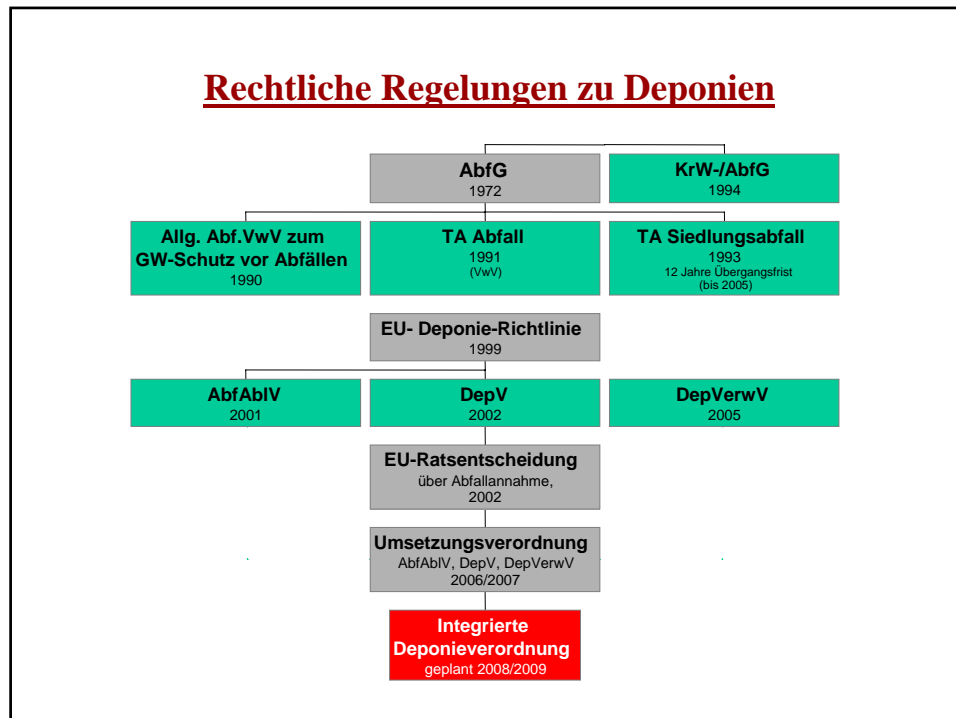 Rechtliche Regelungen zu Deponien
AbfG
1972
KrW-/AbfG
1994
Allg. Abf.VwV zum
GW-Schutz vor Abfällen
1990
TA Abfall
1991
(VwV)
TA Siedlungsabfall
1993
12 Jahre Übergangsfrist
(bis 2005)
EU- Deponie-Richtlinie
1999
AbfAblV
2001
DepV
2002
DepVerwV
2005
EU-Ratsentscheidung
über Abfallannahme,
2002
Umsetzungsverordnung
AbfAblV, DepV, DepVerwV
2006/2007
Integrierte
Deponieverordnung
geplant 2008/2009